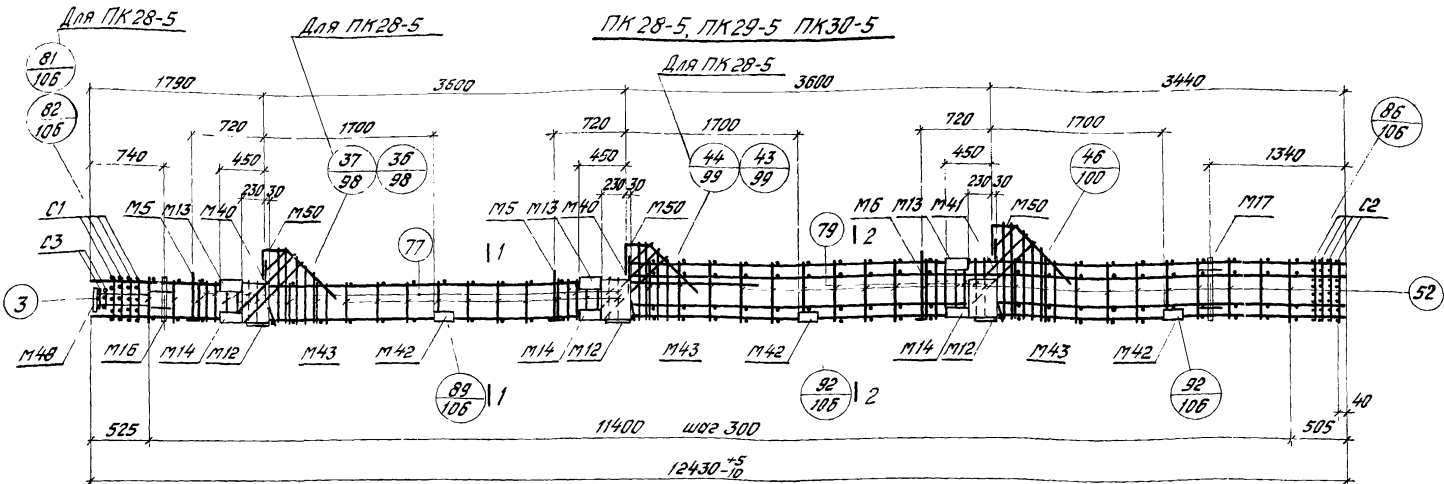 Для ПК28-5
Для ПК28-5
ПК 28-5, ПК29-5 ПК30-5
Для ПК 28-5
81
106
82
106
1790
3600
3600
3440
86
106
720
1700
720
1700
720
1700
740
450
37
98
36
98
450
44
99
43
99
450
46
100
1340
230 30
230 30
230 30
С1
С3
М5
М13
М40
М50
М5
М13
М40
М50
М6
М13
М41
М50
М17
С2
77
1
79
2
3
52
М48
М16
М14
М12
М43
М42
М14
М12
М43
М42
М14
М12
М43
М42
89
106
1
92
106
2
92
106
40
525
11400 шаг 300
505
12430 +5 -10